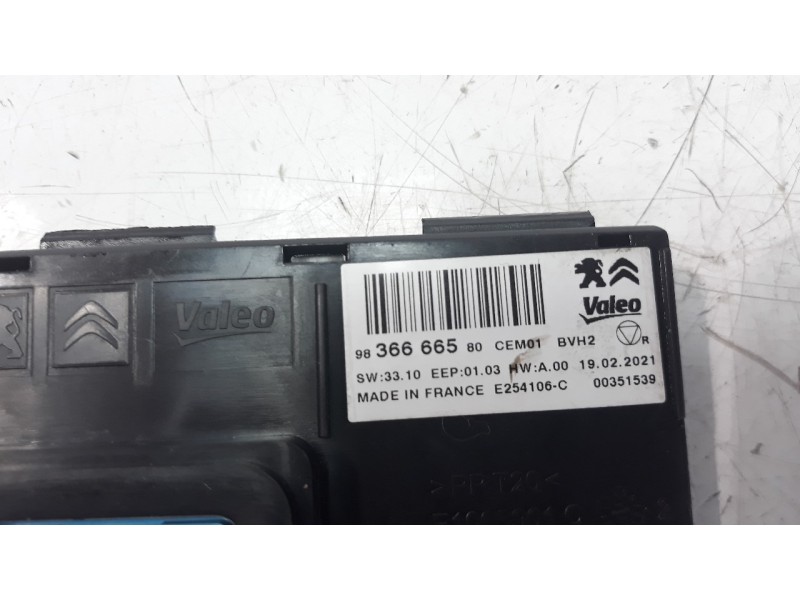 Valeo
Valeo
98 366 665 80 CEM01 BVH2 R
SW:33.10 EEP:01.03 HW:A.00 19.02.2021
MADE IN FRANCE E254106-C 00351539